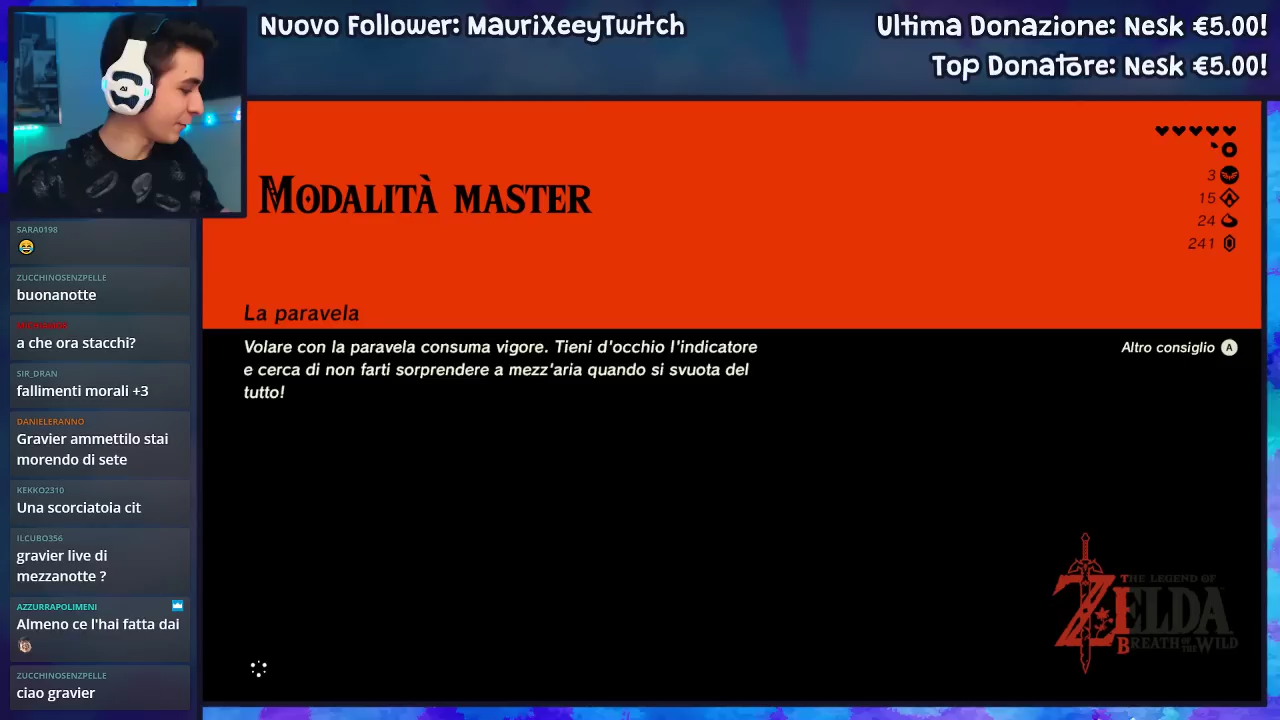 Nuovo Follower: MauriXeeyTwitch
Ultima Donazione: Nesk €5.00!
Top Donatore: Nesk €5.00!
Modalità master
3
15
24
241
La paravela
Volare con la paravela consuma vigore. Tieni d'occhio l'indicatore
e cerca di non farti sorprendere a mezz'aria quando si svuota del
tutto!
Altro consiglio A
SARA0198
ZUCCHINOSENZPELLE
buonanotte
a che ora stacchi?
SIR_DRAN
fallimenti morali +3
DANIELERANNO
Gravier ammettilo stai
morendo di sete
KEKKO2310
Una scorciatoia cit
ILCUBO356
gravier live di
mezzanotte ?
AZZURRAPOLIMENI
Almeno ce l'hai fatta dai
ZUCCHINOSENZPELLE
ciao gravier
THE LEGEND OF
ZELDA
BREATH OF THE WILD